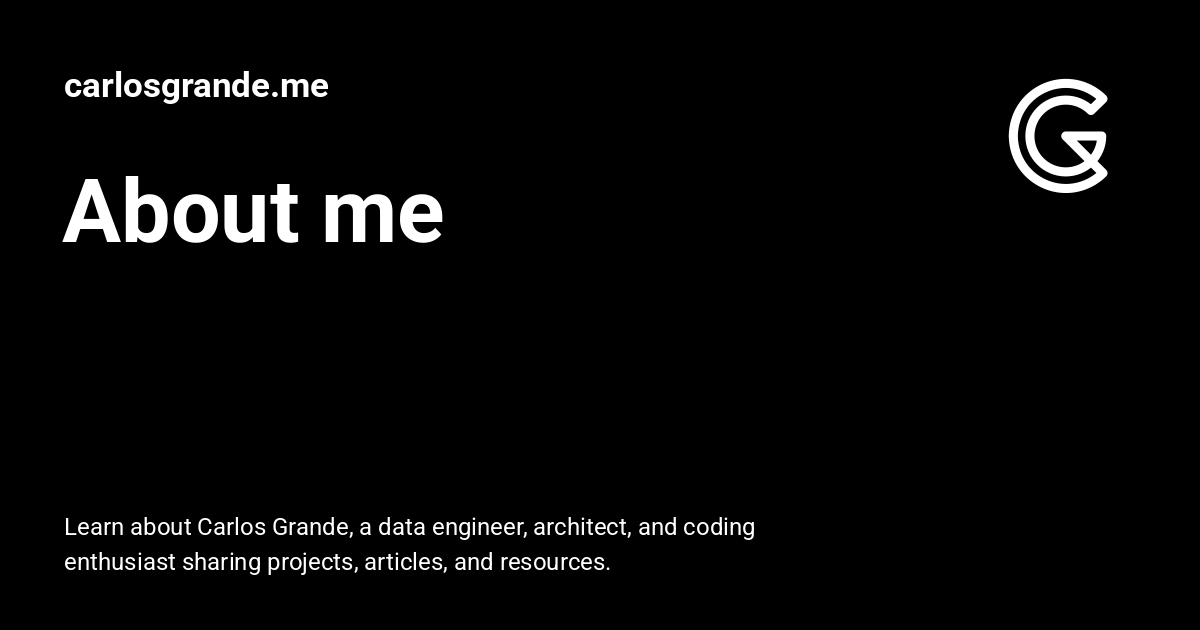 carlosgrande.me
About me
Learn about Carlos Grande, a data engineer, architect, and coding
enthusiast sharing projects, articles, and resources.